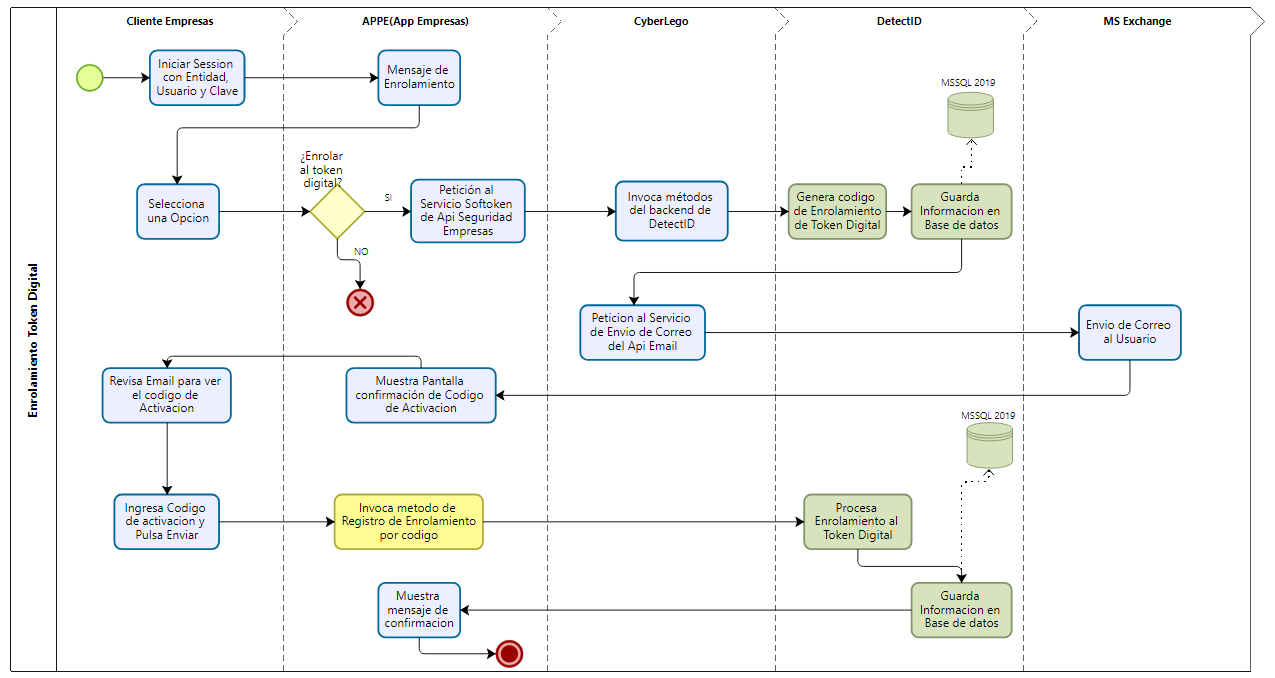 Cliente Empresas
APPE(App Empresas)
CyberLego
DetectID
MS Exchange
Enrolamiento Token Digital
Iniciar Session
con Entidad,
Usuario y Clave
Mensaje de
Enrolamiento
MSSQL 2019
Selecciona
una Opcion
¿Enrolar
al token
digital?
SI
NO
Petición al
Servicio Softoken
de Api Seguridad
Empresas
Invoca métodos
del backend de
DetectID
Genera codigo
de Enrolamiento
de Token Digital
Guarda
Informacion en
Base de datos
Peticion al Servicio
de Envio de Correo
del Api Email
Envio de Correo
al Usuario
Muestra Pantalla
confirmación de Codigo
de Activacion
Revisa Email para ver
el codigo de
Activacion
MSSQL 2019
Ingresa Codigo
de activacion y
Pulsa Enviar
Invoca metodo de
Registro de Enrolamiento
por codigo
Procesa
Enrolamiento al
Token Digital
Guarda
Informacion en
Base de datos
Muestra
mensaje de
confirmacion